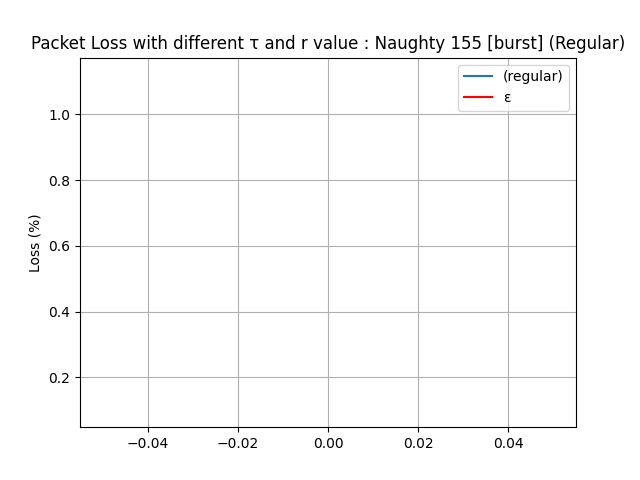 Packet Loss with different τ and r value : Naughty 155 [burst] (Regular)
(regular)
ε
Loss (%)
1.0
0.8
0.6
0.4
0.2
−0.04 −0.02 0.00 0.02 0.04